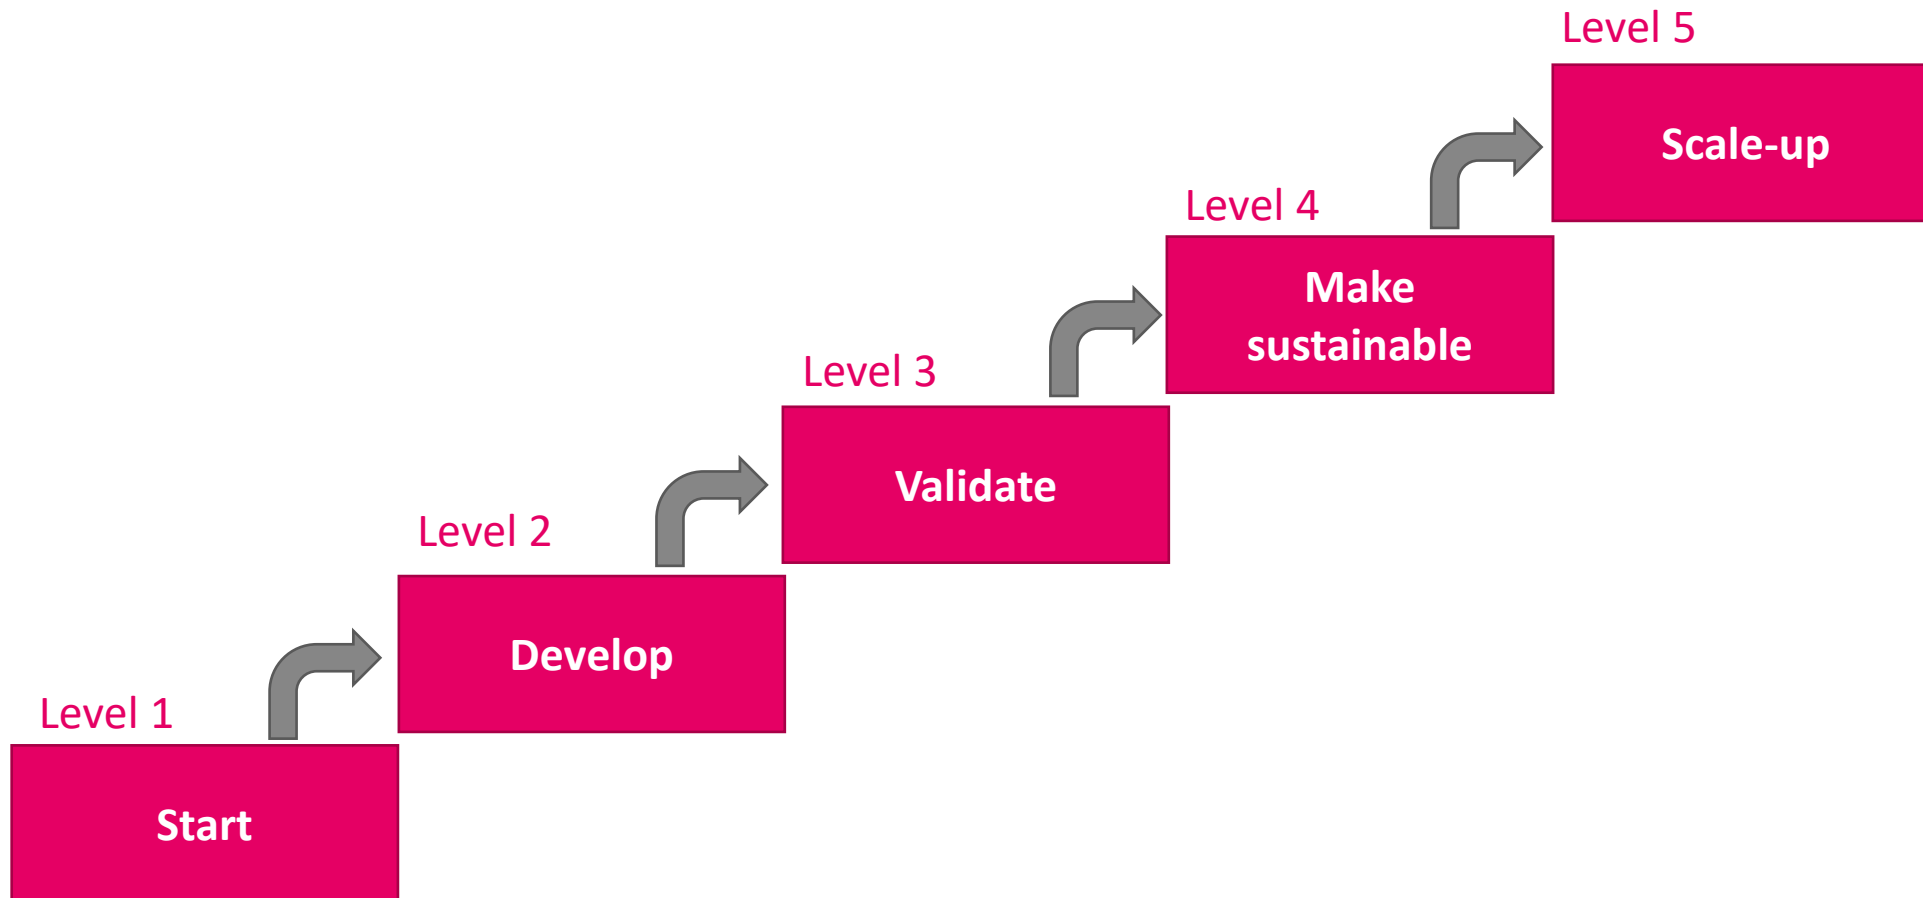 Level 5
Scale-up
Level 4
Make
sustainable
Level 3
Validate
Level 2
Develop
Level 1
Start